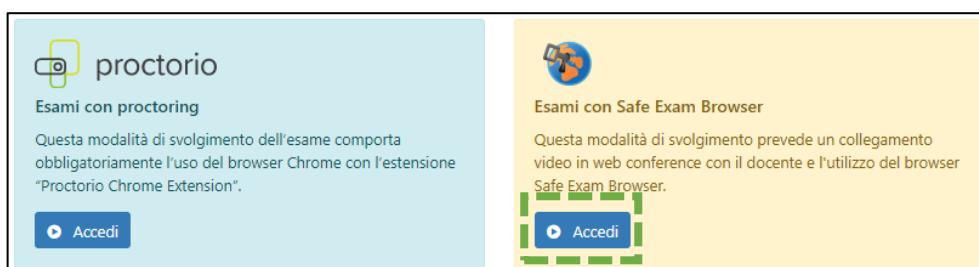 proctorio
Esami con proctoring
Questa modalità di svolgimento dell'esame comporta
obbligatoriamente l'uso del browser Chrome con l'estensione
"Proctorio Chrome Extension".
Accedi
Esami con Safe Exam Browser
Questa modalità di svolgimento prevede un collegamento
video in web conference con il docente e l'utilizzo del browser
Safe Exam Browser.
Accedi